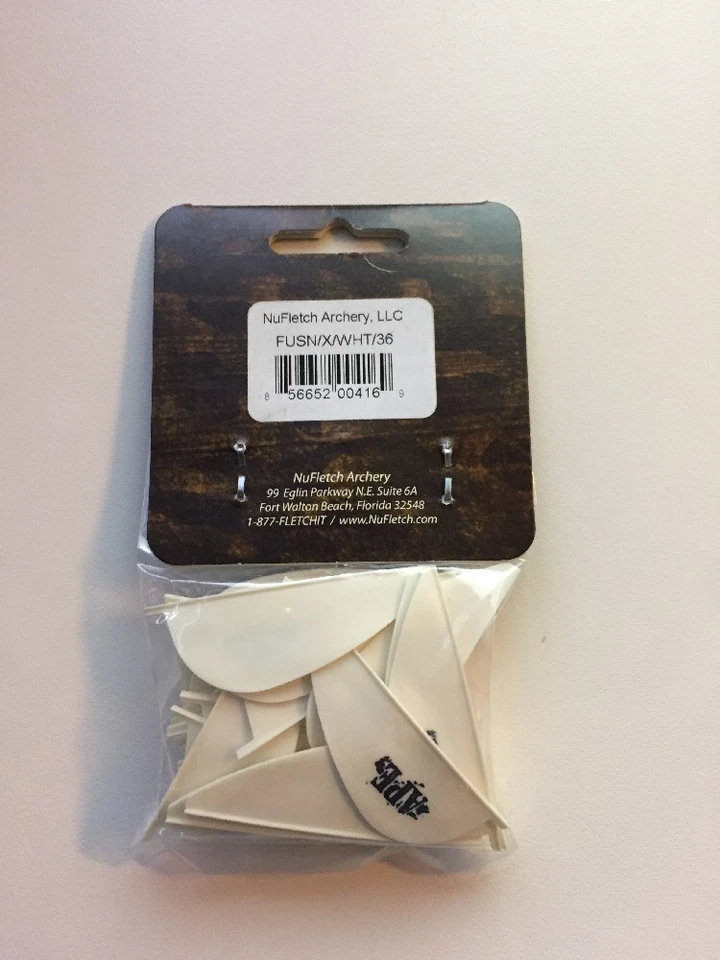 NuFletch Archery, LLC
FUSN/X/WHT/36
8 56652 00416 9
NuFletch Archery
99 Eglin Parkway N.E. Suite 6A
Fort Walton Beach, Florida 32548
1-877-FLETCHIT / www.NuFletch.com
APE